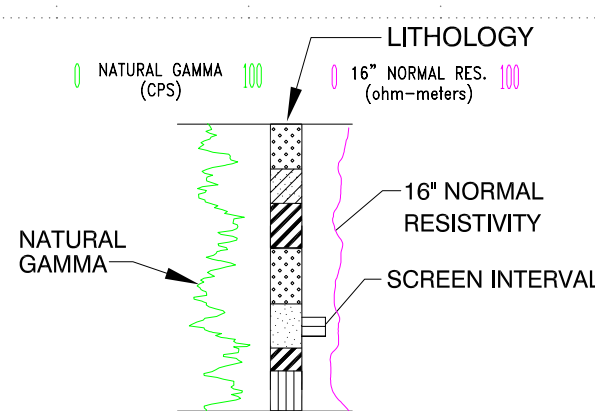 LITHOLOGY
0 NATURAL GAMMA 100
(CPS)
0 16" NORMAL RES. 100
(ohm-meters)
16" NORMAL
RESISTIVITY
NATURAL
GAMMA
SCREEN INTERVAL